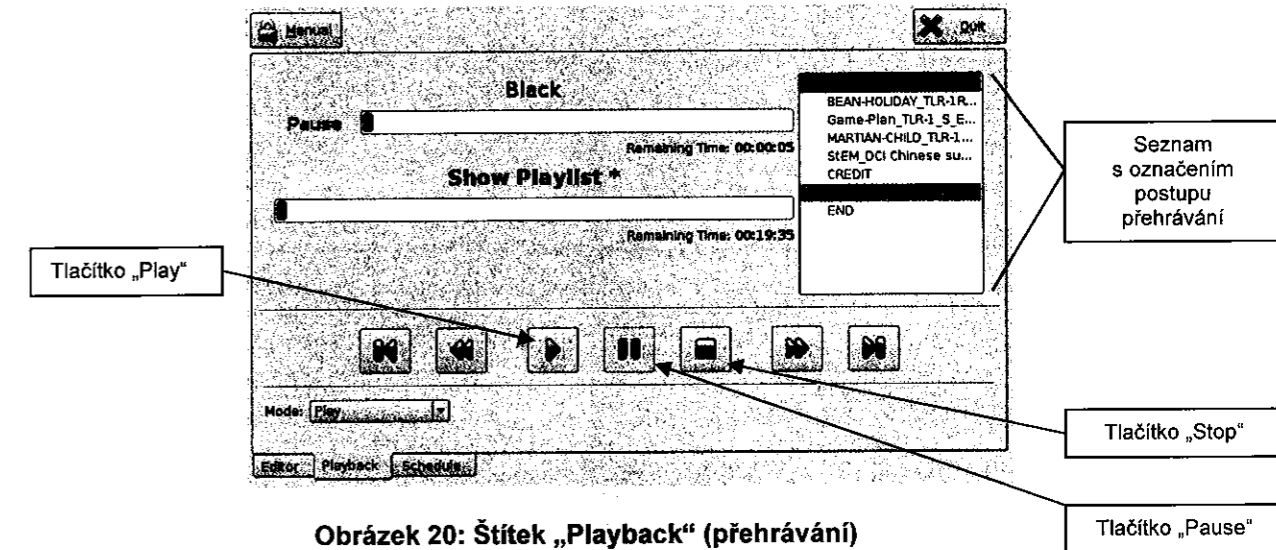 Manual
Quit
Black
Pause
Remaining Time: 00:00:05
Show Playlist *
Remaining Time: 00:19:35
BEAN-HOLIDAY_TLR-1R...
Game-Plan_TLR-1_S_E...
MARTIAN-CHILD_TLR-1...
StEM_DCI Chinese su...
CREDIT
END
Seznam
s označením
postupu
přehrávání
Tlačítko „Play“
Mode: Play
Tlačítko „Stop“
Editor Playback Schedule
Tlačítko „Pause“
Obrázek 20: Štítek „Playback“ (přehrávání)